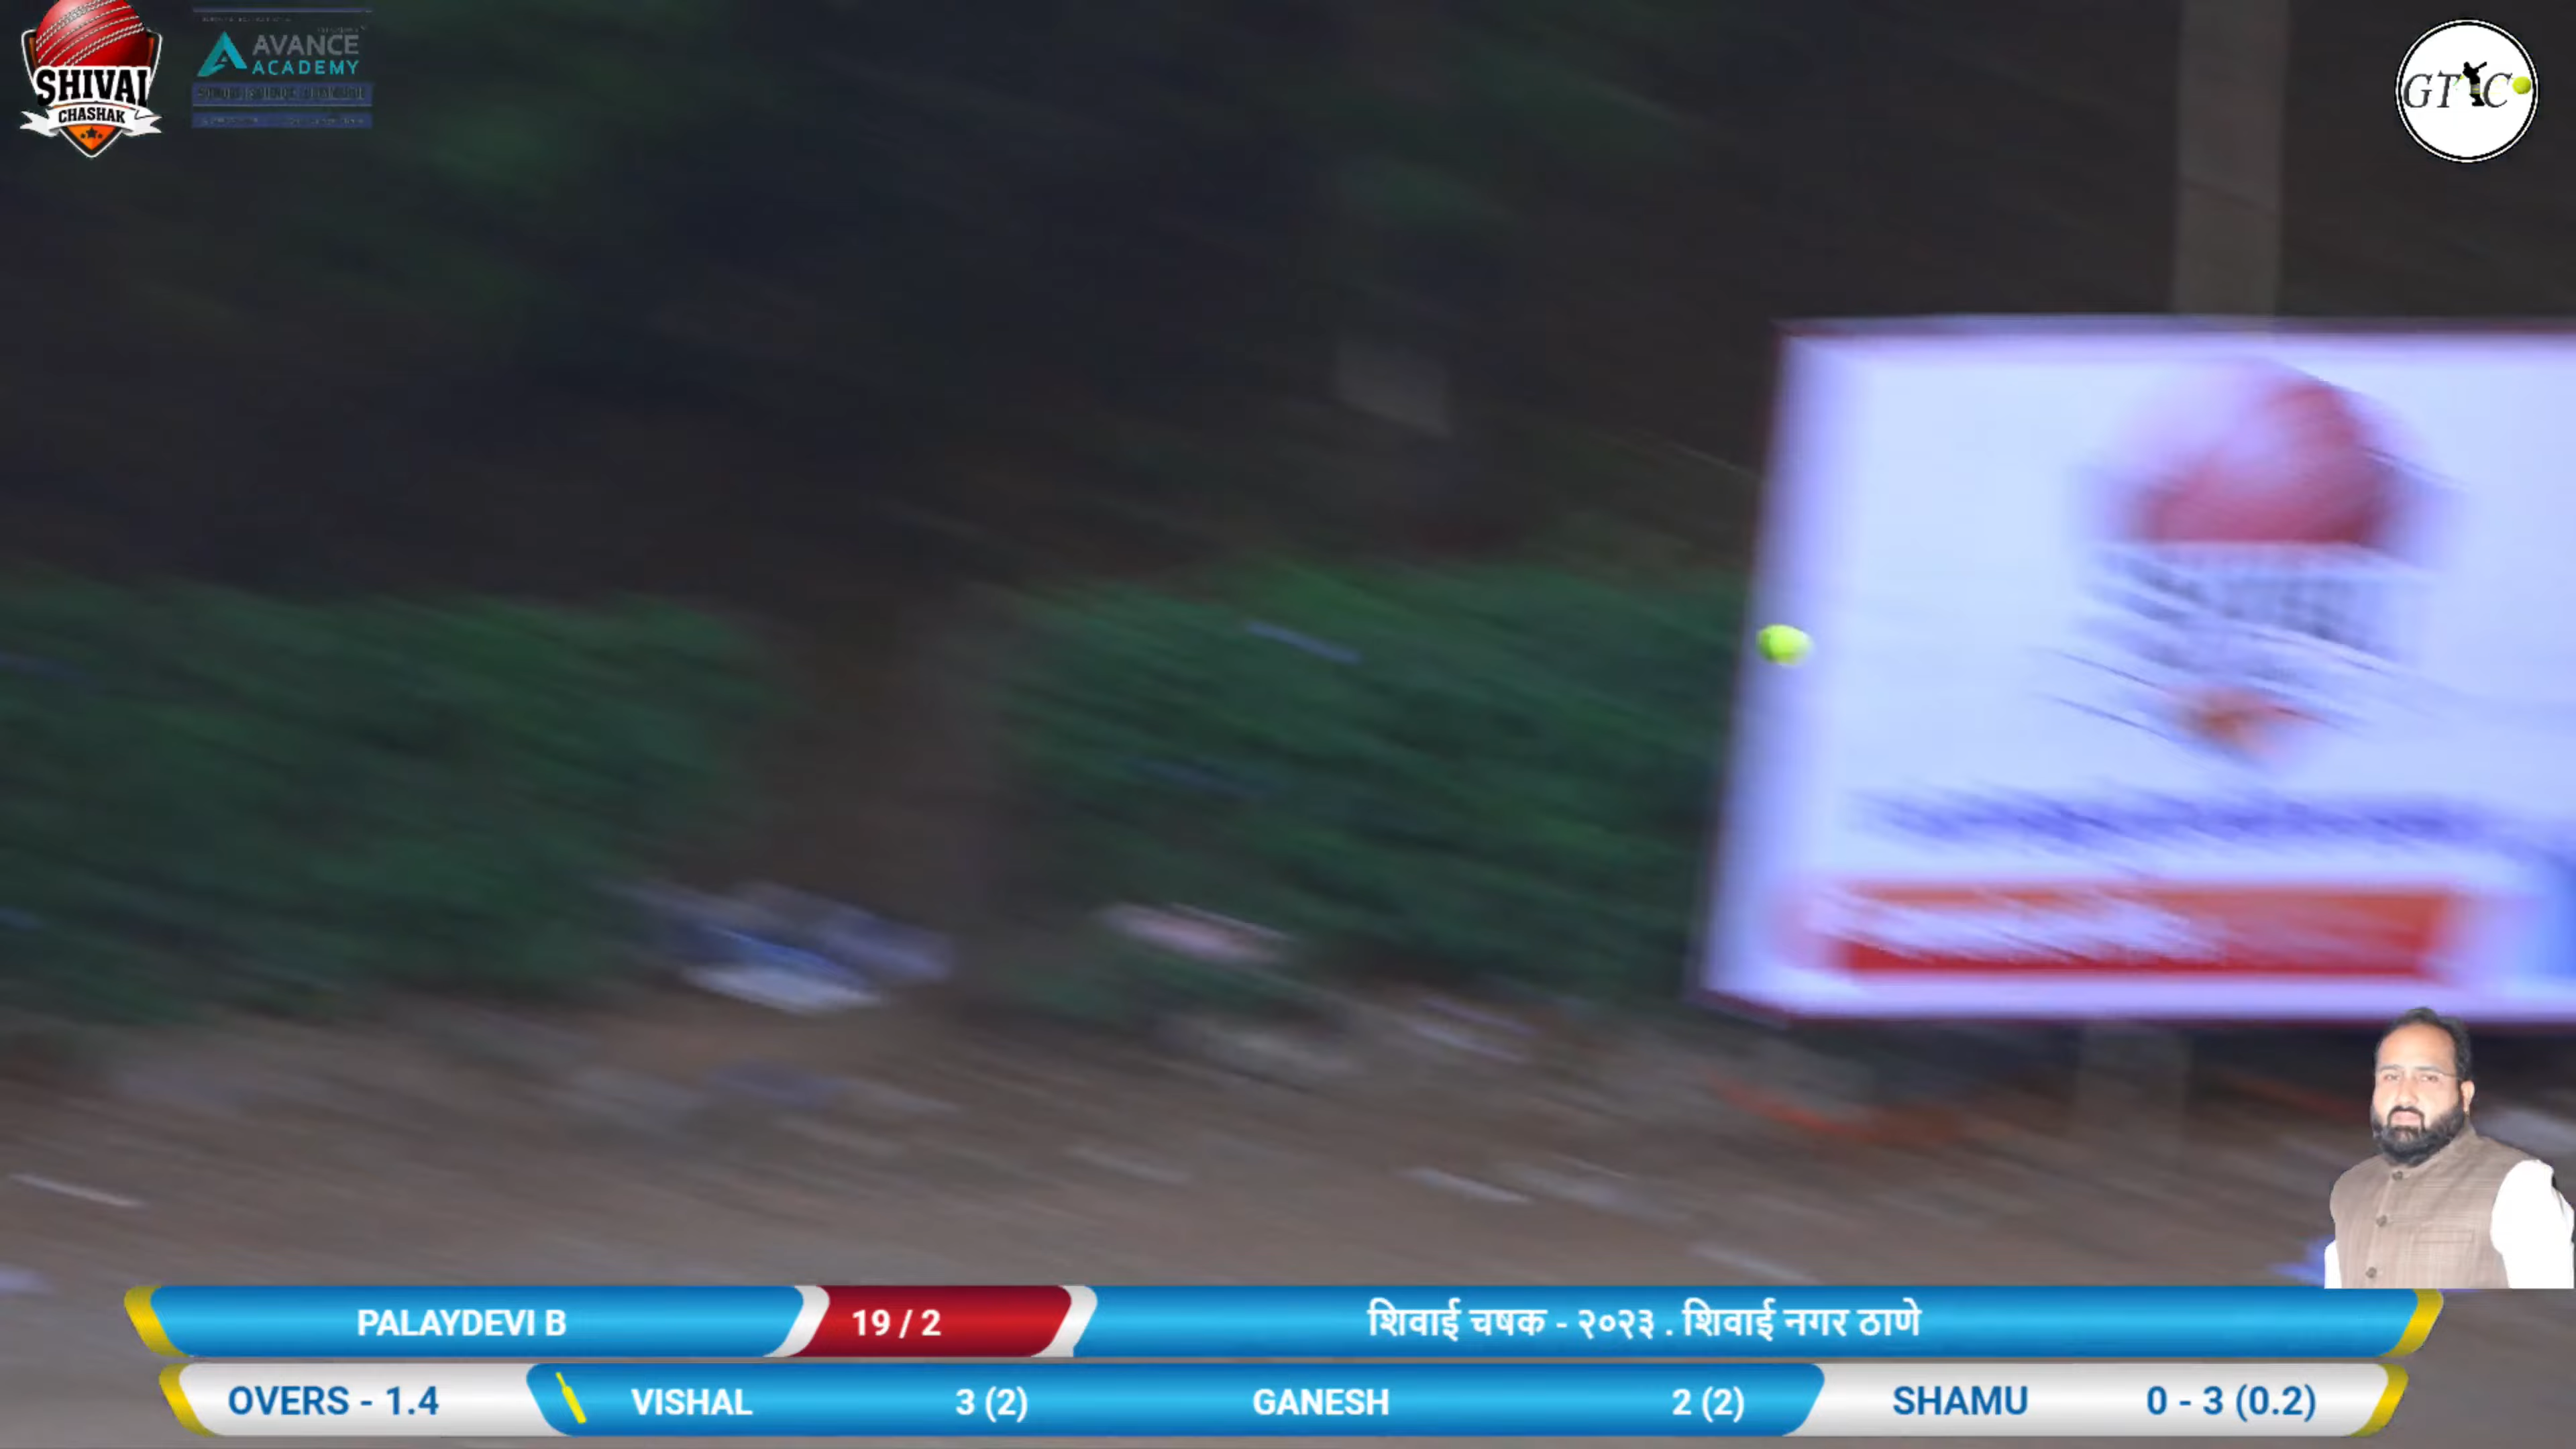 SHIVAI
CHASHAK
AVANCE
ACADEMY
GTC
PALAYDEVI B
19 / 2
शिवाई चषक - २०२३ . शिवाई नगर ठाणे
OVERS - 1.4
VISHAL 3 (2)
GANESH 2 (2)
SHAMU 0 - 3 (0.2)